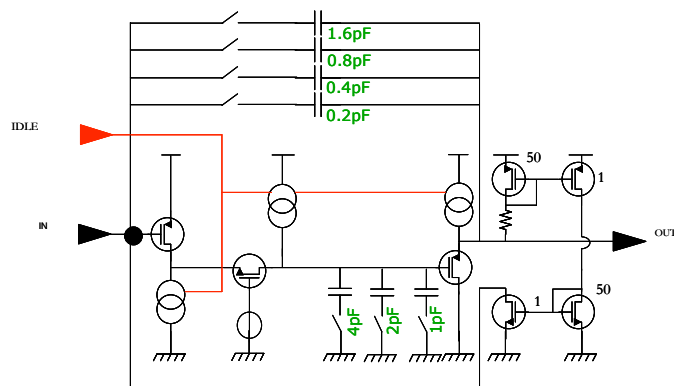 1.6pF
0.8pF
0.4pF
0.2pF
IDLE
50
1
IN
OUT
1
50
4pF
2pF
1pF